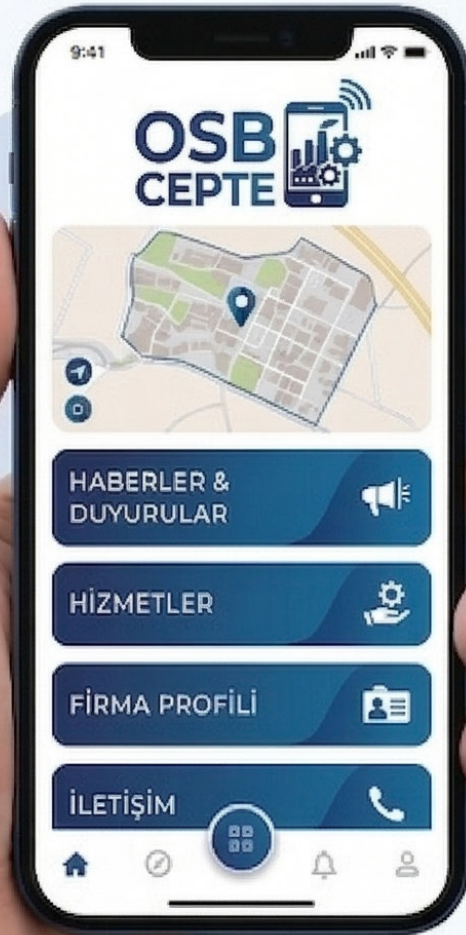 9:41
OSB
CEPTE
HABERLER &
DUYURULAR
HİZMETLER
FİRMA PROFİLİ
İLETİŞİM